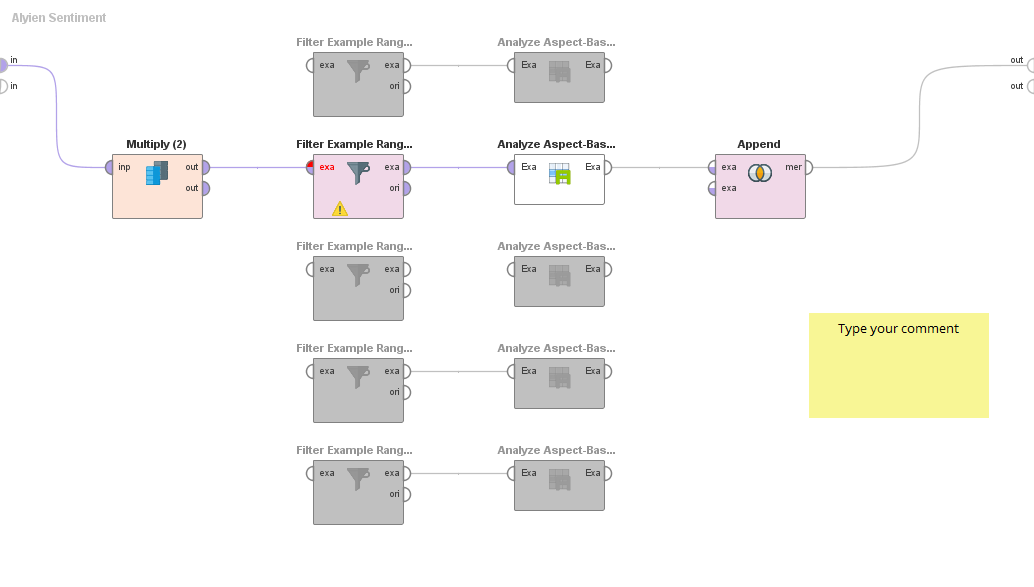 Alyien Sentiment
Filter Example Rang...
Analyze Aspect-Bas...
in
exa
exa
Exa
Exa
out
in
ori
out
Multiply (2)
Filter Example Rang...
Analyze Aspect-Bas...
Append
inp
out
exa
exa
Exa
Exa
exa
mer
out
ori
exa
Filter Example Rang...
Analyze Aspect-Bas...
exa
exa
Exa
Exa
ori
Type your comment
Filter Example Rang...
Analyze Aspect-Bas...
exa
exa
Exa
Exa
ori
Filter Example Rang...
Analyze Aspect-Bas...
exa
exa
Exa
Exa
ori